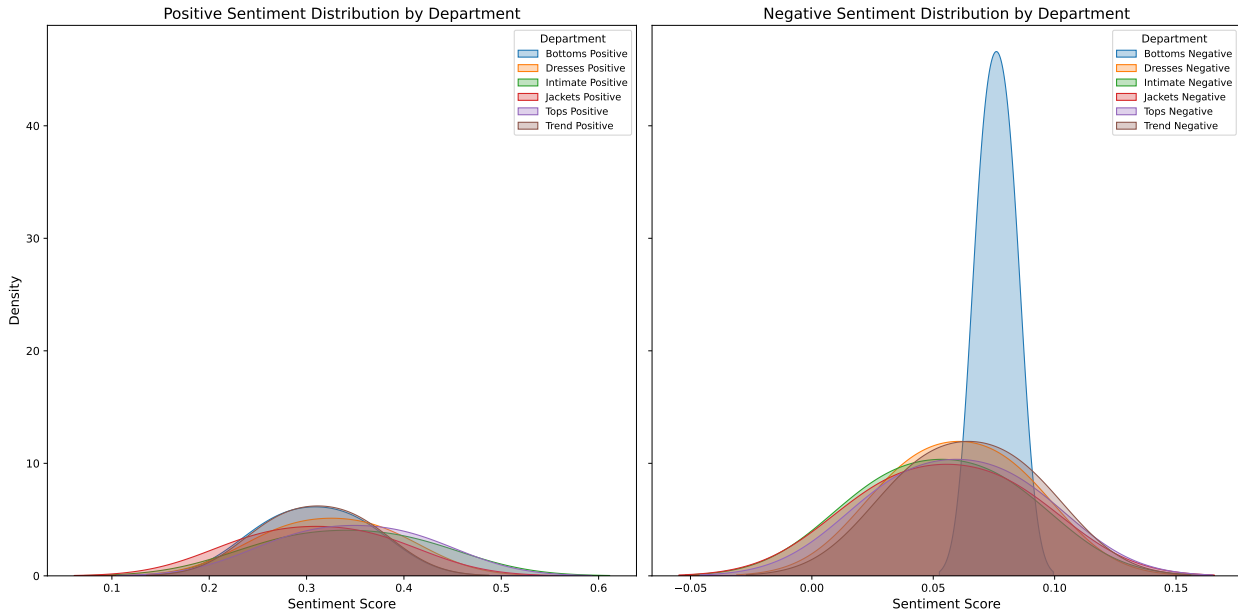 Positive Sentiment Distribution by Department
Density
40
30
20
10
0
Department
Bottoms Positive
Dresses Positive
Intimate Positive
Jackets Positive
Tops Positive
Trend Positive
0.1 0.2 0.3 0.4 0.5 0.6
Sentiment Score
Negative Sentiment Distribution by Department
Department
Bottoms Negative
Dresses Negative
Intimate Negative
Jackets Negative
Tops Negative
Trend Negative
−0.05 0.00 0.05 0.10 0.15
Sentiment Score